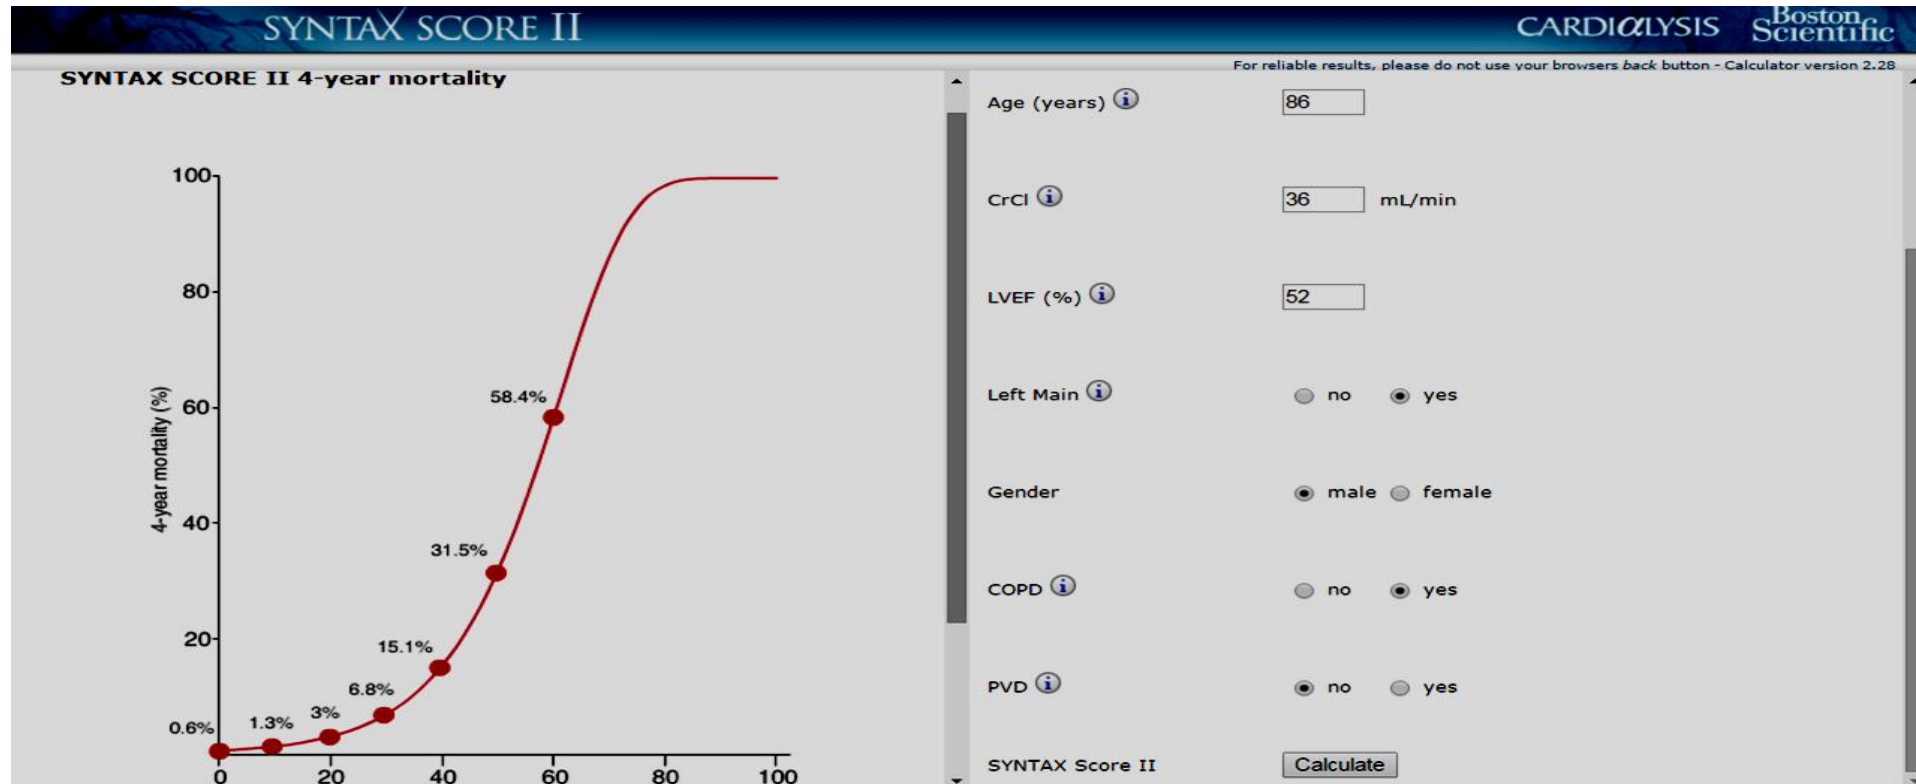 SYNTAX SCORE II
CARDIαLYSIS
Boston
Scientific
For reliable results, please do not use your browsers back button - Calculator version 2.28
SYNTAX SCORE II 4-year mortality
4-year mortality (%)
100
80
60
40
20
0.6%
1.3%
3%
6.8%
15.1%
31.5%
58.4%
0 20 40 60 80 100
Age (years) i 86
CrCl i 36 mL/min
LVEF (%) i 52
Left Main i no yes
Gender male female
COPD i no yes
PVD i no yes
SYNTAX Score II Calculate